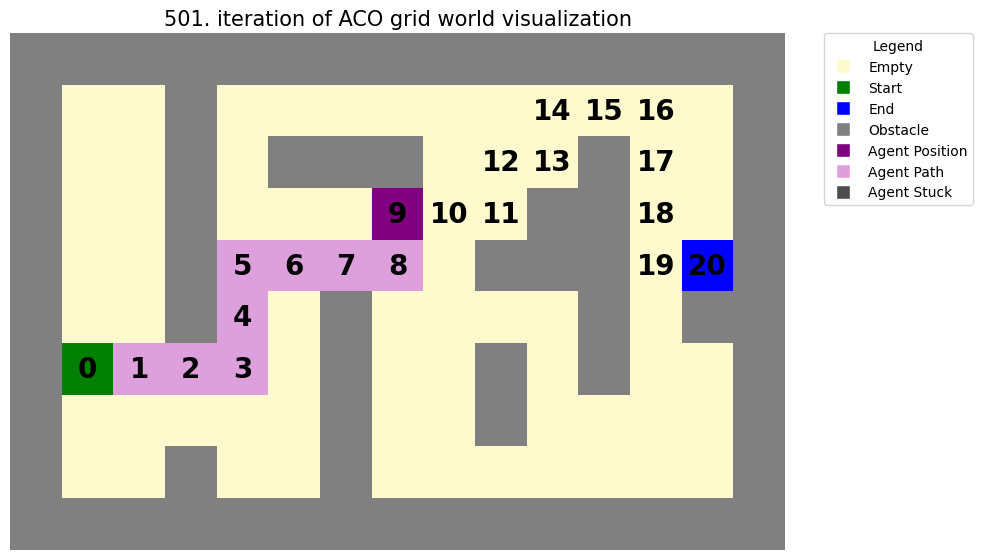 501. iteration of ACO grid world visualization
14 15 16
12 13 17
9 10 11 18
5 6 7 8 19 20
4
0 1 2 3
Legend
Empty
Start
End
Obstacle
Agent Position
Agent Path
Agent Stuck